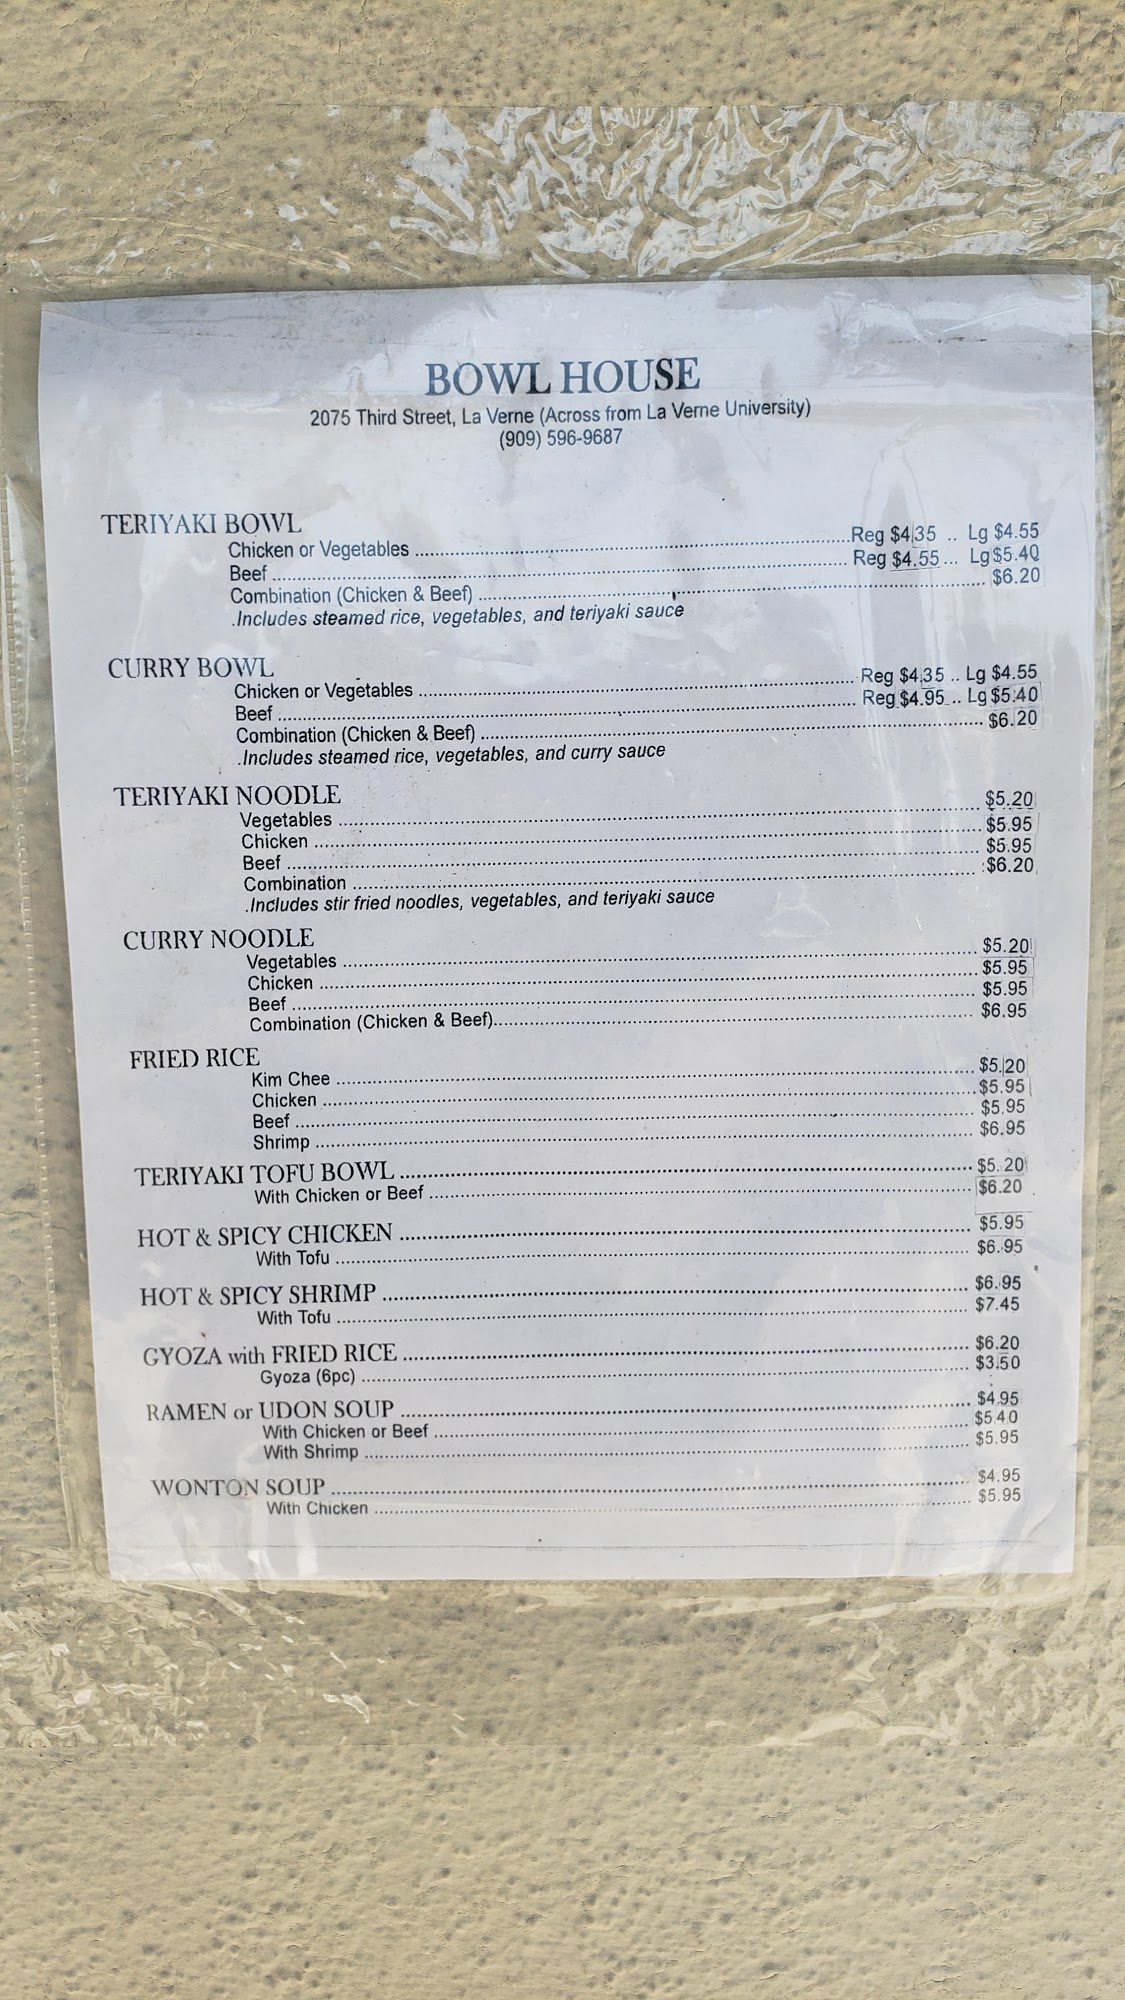 BOWL HOUSE
2075 Third Street, La Verne (Across from La Verne University)
(909) 596-9687
TERIYAKI BOWL
Chicken or Vegetables ... Reg $4.35 .. Lg $4.55
Beef ... Reg $4.55 ... Lg $5.40
Combination (Chicken & Beef) ... $6.20
.Includes steamed rice, vegetables, and teriyaki sauce
CURRY BOWL
Chicken or Vegetables ... Reg $4.35 .. Lg $4.55
Beef ... Reg $4.95 ... Lg $5.40
Combination (Chicken & Beef) ... $6.20
.Includes steamed rice, vegetables, and curry sauce
TERIYAKI NOODLE
Vegetables ... $5.20
Chicken ... $5.95
Beef ... $5.95
Combination ... $6.20
.Includes stir fried noodles, vegetables, and teriyaki sauce
CURRY NOODLE
Vegetables ... $5.20
Chicken ... $5.95
Beef ... $5.95
Combination (Chicken & Beef) ... $6.95
FRIED RICE
Kim Chee ... $5.20
Chicken ... $5.95
Beef ... $5.95
Shrimp ... $6.95
TERIYAKI TOFU BOWL ... $5.20
With Chicken or Beef ... $6.20
HOT & SPICY CHICKEN ... $5.95
With Tofu ... $6.95
HOT & SPICY SHRIMP ... $6.95
With Tofu ... $7.45
GYOZA with FRIED RICE ... $6.20
Gyoza (6pc) ... $3.50
RAMEN or UDON SOUP ... $4.95
With Chicken or Beef ... $5.40
With Shrimp ... $5.95
WONTON SOUP ... $4.95
With Chicken ... $5.95